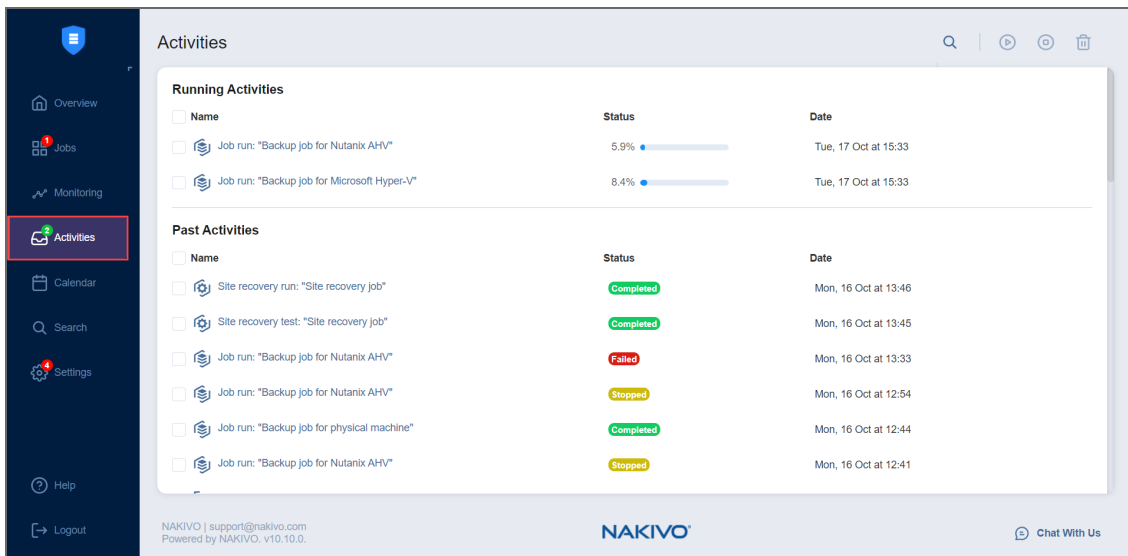 Activities
Overview
1
Jobs
Monitoring
2
Activities
Calendar
Search
4
Settings
Help
Logout
Running Activities
Name Status Date
Job run: "Backup job for Nutanix AHV" 5.9% Tue, 17 Oct at 15:33
Job run: "Backup job for Microsoft Hyper-V" 8.4% Tue, 17 Oct at 15:33
Past Activities
Name Status Date
Site recovery run: "Site recovery job" Completed Mon, 16 Oct at 13:46
Site recovery test: "Site recovery job" Completed Mon, 16 Oct at 13:45
Job run: "Backup job for Nutanix AHV" Failed Mon, 16 Oct at 13:33
Job run: "Backup job for Nutanix AHV" Stopped Mon, 16 Oct at 12:54
Job run: "Backup job for physical machine" Completed Mon, 16 Oct at 12:44
Job run: "Backup job for Nutanix AHV" Stopped Mon, 16 Oct at 12:41
NAKIVO | support@nakivo.com
Powered by NAKIVO. v10.10.0.
NAKIVO®
Chat With Us